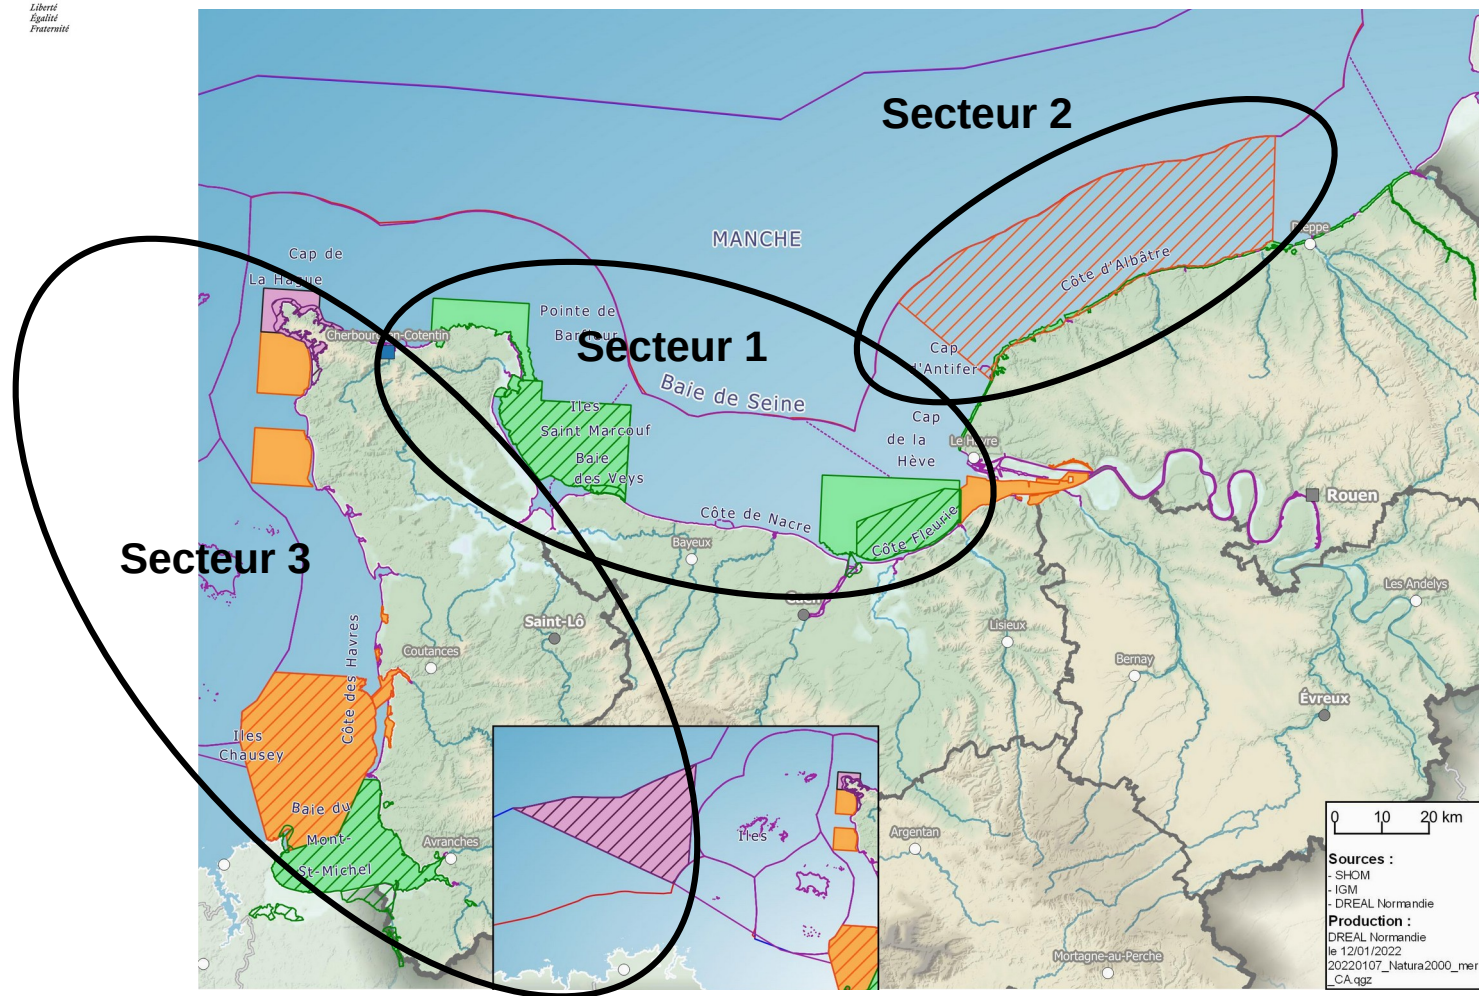 Liberté
Égalité
Fraternité
Secteur 2
MANCHE
Cap de
La Hague
Dieppe
Côte d'Albâtre
Cherbourg-en-Cotentin
Pointe de
Barfleur
Secteur 1
Cap
d'Antifer
Baie de Seine
Iles
Saint Marcouf
Cap
de la
Hève
Le Havre
Baie
des Veys
Rouen
Côte de Nacre
Côte Fleurie
Bayeux
Secteur 3
Caen
Les Andelys
Saint-Lô
Lisieux
Coutances
Côte des Havres
Bernay
Évreux
Iles
Chausey
Baie du
Mont-
St-Michel
Avranches
Iles
Argentan
Mortagne-au-Perche
0 10 20 km
Sources :
- SHOM
- IGM
- DREAL Normandie
Production :
DREAL Normandie
le 12/01/2022
20220107_Natura2000_mer
_CA.qgz